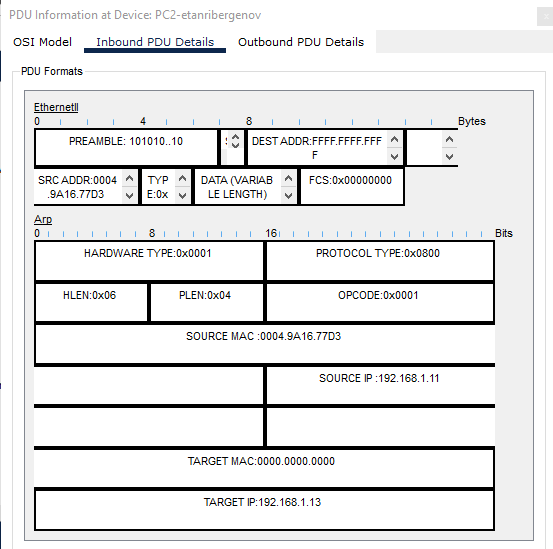 PDU Information at Device: PC2-etanribergenov
OSI Model Inbound PDU Details Outbound PDU Details
PDU Formats
EthernetII
0 4 8 Bytes
PREAMBLE: 101010..10 DEST ADDR:FFFF.FFFF.FFF
F
SRC ADDR:0004 TYP DATA (VARIAB FCS:0x00000000
.9A16.77D3 E:0x LE LENGTH)
Arp
0 8 16 Bits
HARDWARE TYPE:0x0001 PROTOCOL TYPE:0x0800
HLEN:0x06 PLEN:0x04 OPCODE:0x0001
SOURCE MAC :0004.9A16.77D3
SOURCE IP :192.168.1.11
TARGET MAC:0000.0000.0000
TARGET IP:192.168.1.13